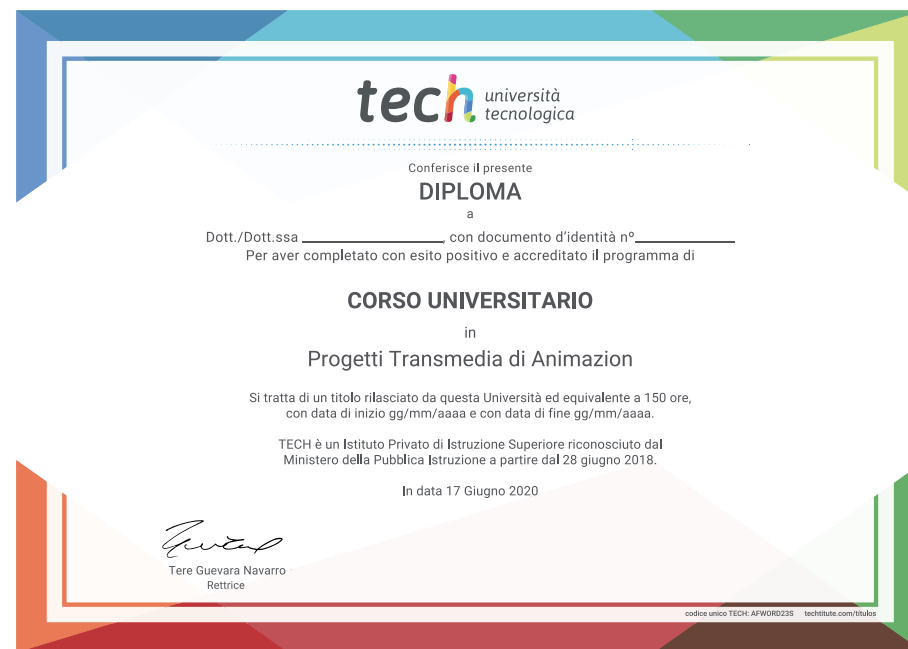 tech università
tecnologica
Conferisce il presente
DIPLOMA
a
Dott./Dott.ssa ________________, con documento d'identità nº____________
Per aver completato con esito positivo e accreditato il programma di
CORSO UNIVERSITARIO
in
Progetti Transmedia di Animazion
Si tratta di un titolo rilasciato da questa Università ed equivalente a 150 ore,
con data di inizio gg/mm/aaaa e con data di fine gg/mm/aaaa.
TECH è un Istituto Privato di Istruzione Superiore riconosciuto dal
Ministero della Pubblica Istruzione a partire dal 28 giugno 2018.
In data 17 Giugno 2020
Tere Guevara Navarro
Rettrice
codice unico TECH: AFWORD23S techtitute.com/titulos